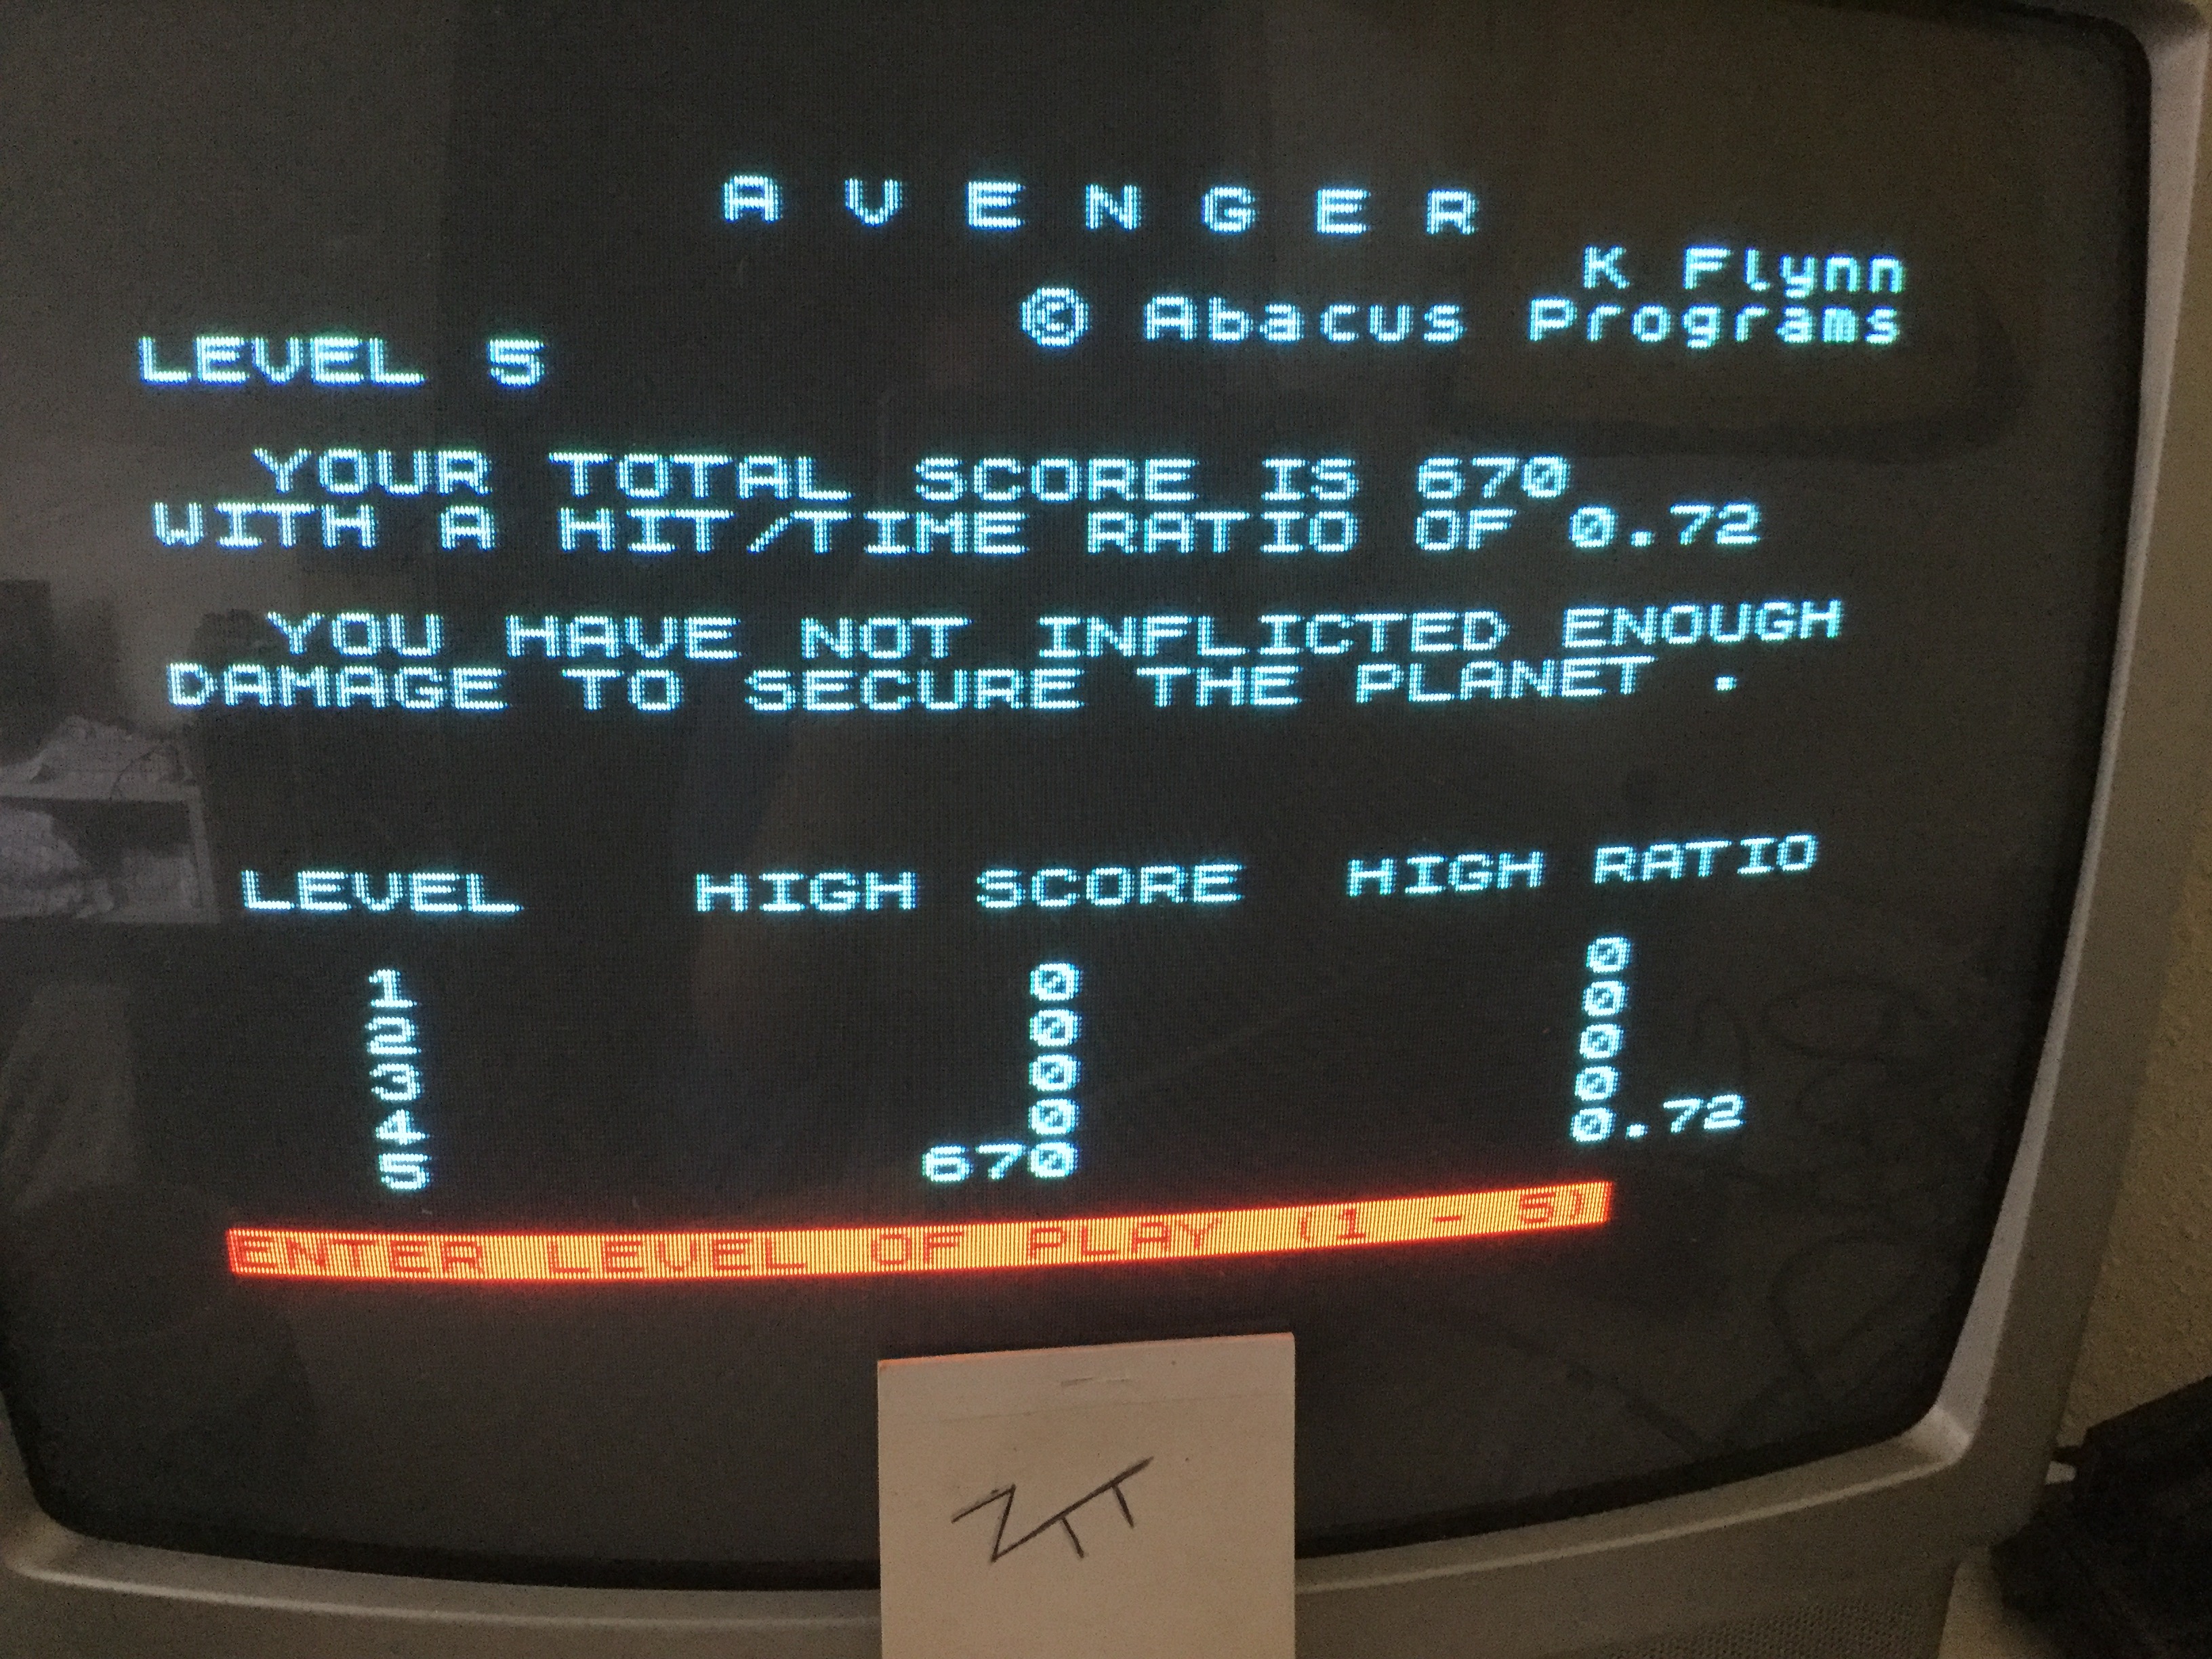 A V E N G E R
K Flynn
© Abacus Programs
LEVEL 5
YOUR TOTAL SCORE IS 670
WITH A HIT/TIME RATIO OF 0.72
YOU HAVE NOT INFLICTED ENOUGH
DAMAGE TO SECURE THE PLANET .
LEVEL HIGH SCORE HIGH RATIO
1 0 0
2 0 0
3 0 0
4 0 0
5 670 0.72
ENTER LEVEL OF PLAY (1 - 5)